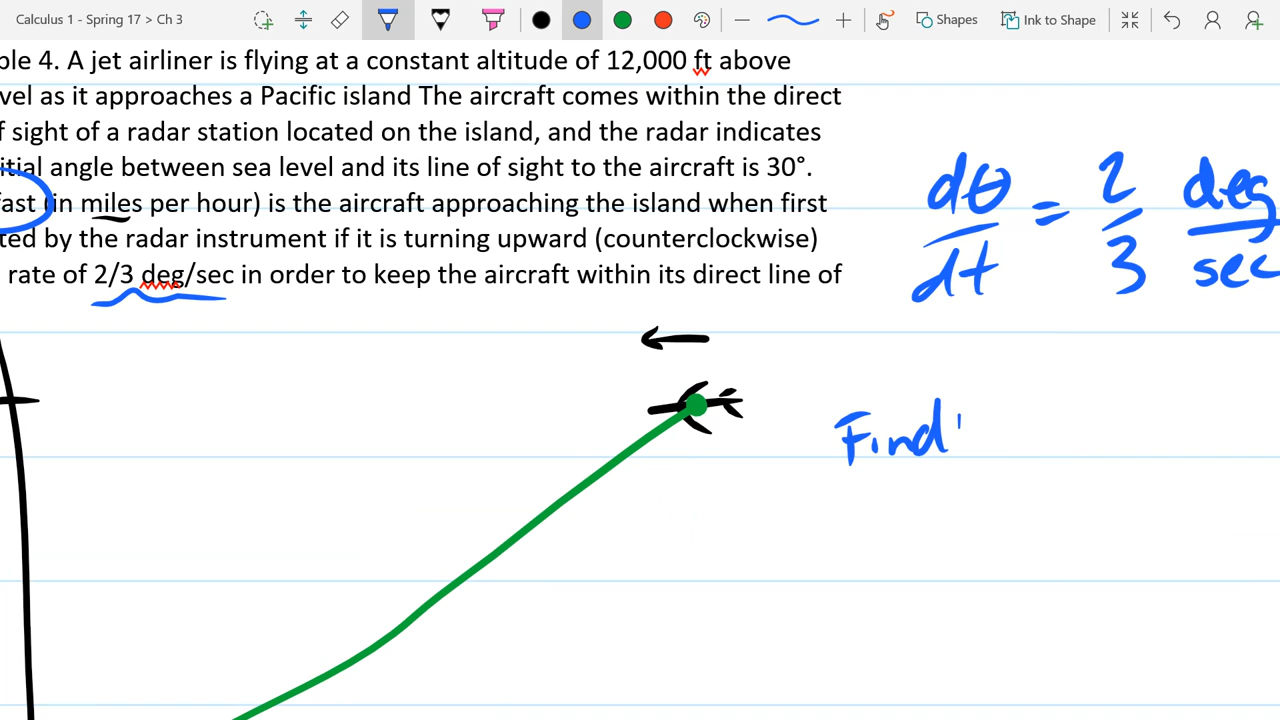 Calculus 1 - Spring 17 > Ch 3
Shapes
Ink to Shape
ple 4. A jet airliner is flying at a constant altitude of 12,000 ft above
vel as it approaches a Pacific island The aircraft comes within the direct
f sight of a radar station located on the island, and the radar indicates
itial angle between sea level and its line of sight to the aircraft is 30°.
fast (in miles per hour) is the aircraft approaching the island when first
ted by the radar instrument if it is turning upward (counterclockwise)
rate of 2/3 deg/sec in order to keep the aircraft within its direct line of
dθ/dt = 2/3 deg/sec
Find